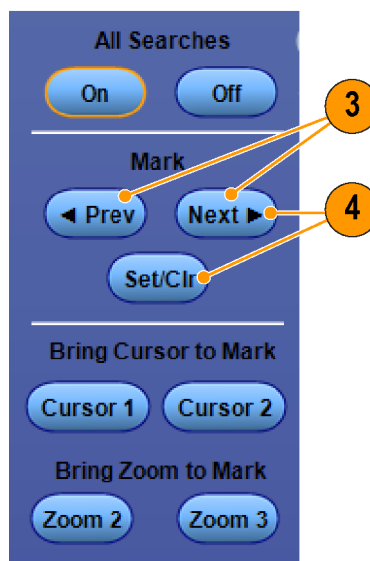 All Searches
On Off
3
Mark
◄ Prev Next ►
4
Set/Clr
Bring Cursor to Mark
Cursor 1 Cursor 2
Bring Zoom to Mark
Zoom 2 Zoom 3